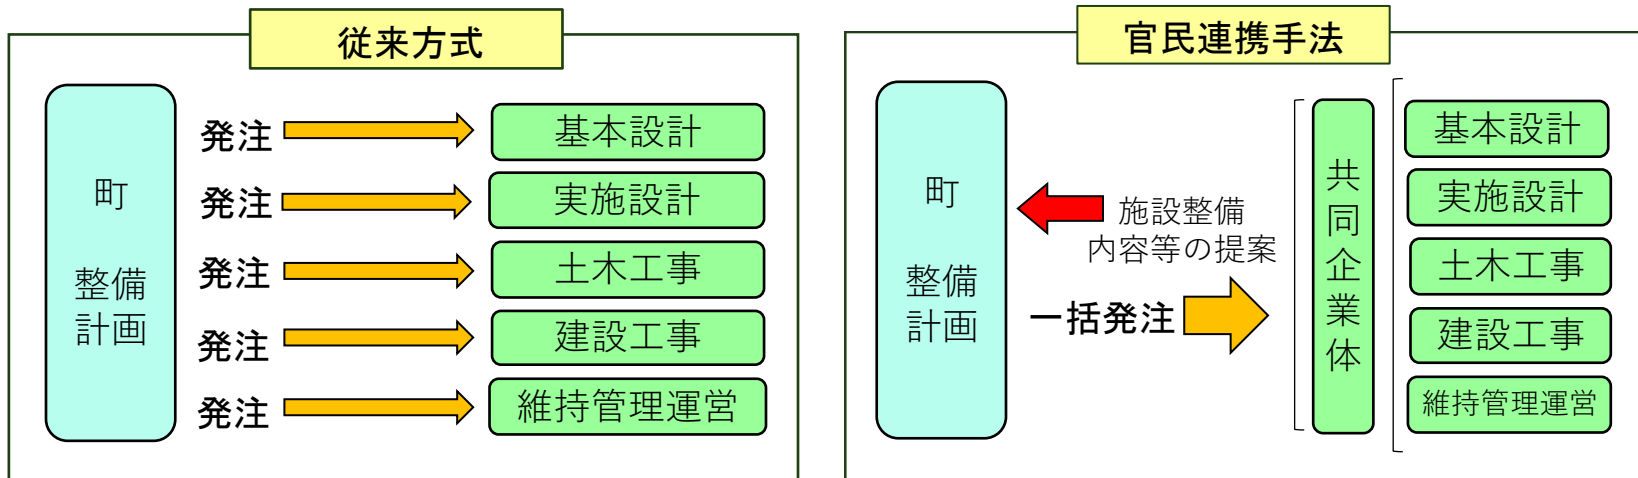 従来方式
町
整備
計画
発注
基本設計
発注
実施設計
発注
土木工事
発注
建設工事
発注
維持管理運営
官民連携手法
町
整備
計画
施設整備
内容等の提案
一括発注
共同企業体
基本設計
実施設計
土木工事
建設工事
維持管理運営